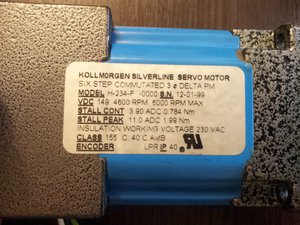 KOLLMORGEN SILVERLINE SERVO MOTOR
SIX STEP COMMUTATED 3 ø DELTA PM
MODEL H-234-F -0000 S.N. 12-01-99
VDC 149 4600 RPM 6000 RPM MAX
STALL CONT 3.90 ADC 0.784 Nm
STALL PEAK 11.0 ADC 1.99 Nm
INSULATION WORKING VOLTAGE 230 VAC
CLASS 155 C, 40 C AMB
ENCODER LPR IP 40